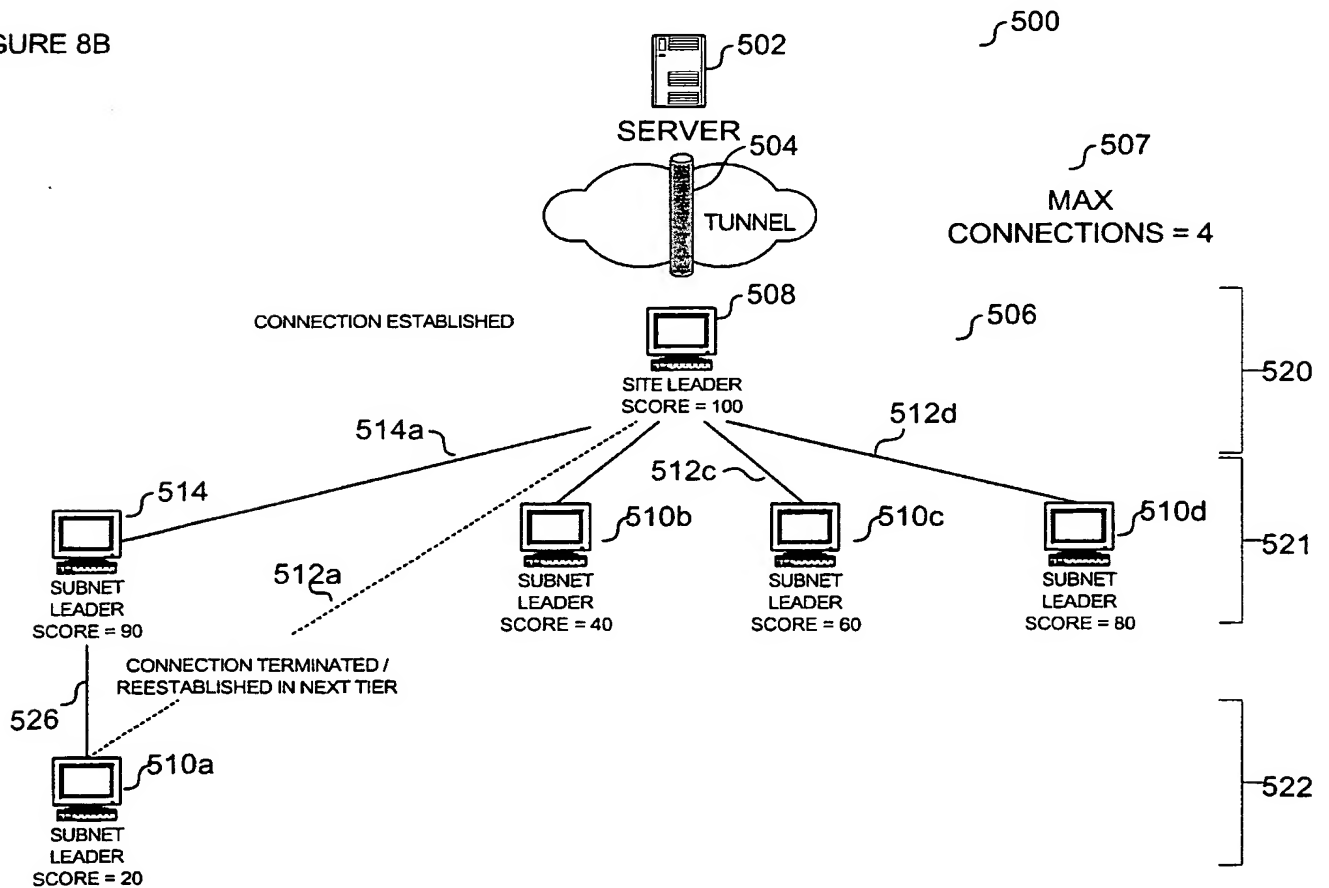 GURE 8B
500
502
SERVER
504
507
TUNNEL
MAX
CONNECTIONS = 4
508
CONNECTION ESTABLISHED
506
520
SITE LEADER
SCORE = 100
514a
512d
512c
514
510b
510c
510d
521
512a
SUBNET
LEADER
SCORE = 90
SUBNET
LEADER
SCORE = 40
SUBNET
LEADER
SCORE = 60
SUBNET
LEADER
SCORE = 80
CONNECTION TERMINATED /
REESTABLISHED IN NEXT TIER
526
510a
522
SUBNET
LEADER
SCORE = 20